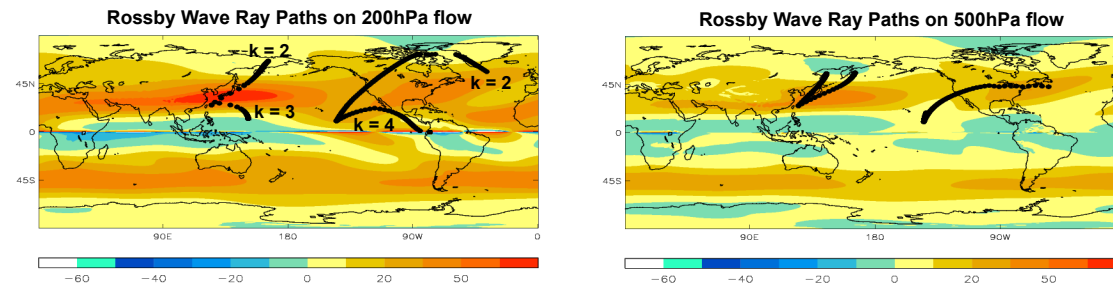 Rossby Wave Ray Paths on 200hPa flow
k = 2
k = 2
k = 3
k = 4
45N
0
45S
90E
180
90W
0
−60
−40
−20
0
20
50
Rossby Wave Ray Paths on 500hPa flow
45N
0
45S
90E
180
90W
−60
−40
−20
0
20
50